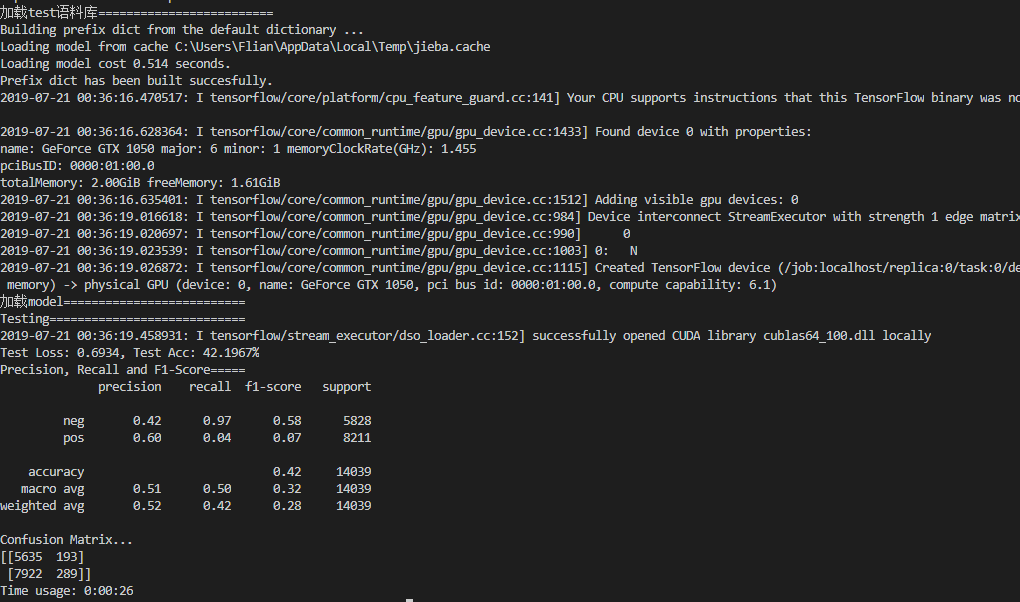 加载test语料库=========================
Building prefix dict from the default dictionary ...
Loading model from cache C:\Users\Flian\AppData\Local\Temp\jieba.cache
Loading model cost 0.514 seconds.
Prefix dict has been built succesfully.
2019-07-21 00:36:16.470517: I tensorflow/core/platform/cpu_feature_guard.cc:141] Your CPU supports instructions that this TensorFlow binary was no
2019-07-21 00:36:16.628364: I tensorflow/core/common_runtime/gpu/gpu_device.cc:1433] Found device 0 with properties:
name: GeForce GTX 1050 major: 6 minor: 1 memoryClockRate(GHz): 1.455
pciBusID: 0000:01:00.0
totalMemory: 2.00GiB freeMemory: 1.61GiB
2019-07-21 00:36:16.635401: I tensorflow/core/common_runtime/gpu/gpu_device.cc:1512] Adding visible gpu devices: 0
2019-07-21 00:36:19.016618: I tensorflow/core/common_runtime/gpu/gpu_device.cc:984] Device interconnect StreamExecutor with strength 1 edge matrix
2019-07-21 00:36:19.020697: I tensorflow/core/common_runtime/gpu/gpu_device.cc:990]      0
2019-07-21 00:36:19.023539: I tensorflow/core/common_runtime/gpu/gpu_device.cc:1003] 0:   N
2019-07-21 00:36:19.026872: I tensorflow/core/common_runtime/gpu/gpu_device.cc:1115] Created TensorFlow device (/job:localhost/replica:0/task:0/de
 memory) -> physical GPU (device: 0, name: GeForce GTX 1050, pci bus id: 0000:01:00.0, compute capability: 6.1)
加载model==========================
Testing============================
2019-07-21 00:36:19.458931: I tensorflow/stream_executor/dso_loader.cc:152] successfully opened CUDA library cublas64_100.dll locally
Test Loss: 0.6934, Test Acc: 42.1967%
Precision, Recall and F1-Score=====
              precision    recall  f1-score   support
         neg       0.42      0.97      0.58      5828
         pos       0.60      0.04      0.07      8211
    accuracy                           0.42     14039
   macro avg       0.51      0.50      0.32     14039
weighted avg       0.52      0.42      0.28     14039
Confusion Matrix...
[[5635  193]
 [7922  289]]
Time usage: 0:00:26